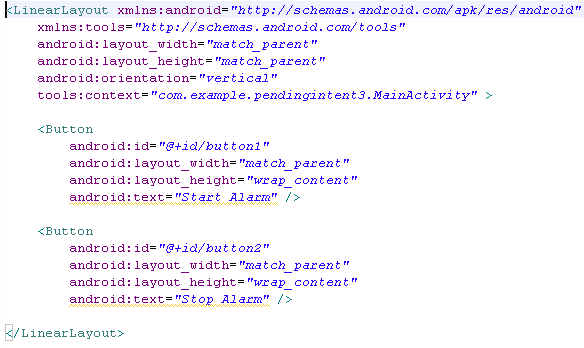 <LinearLayout xmlns:android="http://schemas.android.com/apk/res/android"
    xmlns:tools="http://schemas.android.com/tools"
    android:layout_width="match_parent"
    android:layout_height="match_parent"
    android:orientation="vertical"
    tools:context="com.example.pendingintent3.MainActivity" >
    <Button
        android:id="@+id/button1"
        android:layout_width="match_parent"
        android:layout_height="wrap_content"
        android:text="Start Alarm" />
    <Button
        android:id="@+id/button2"
        android:layout_width="match_parent"
        android:layout_height="wrap_content"
        android:text="Stop Alarm" />
</LinearLayout>